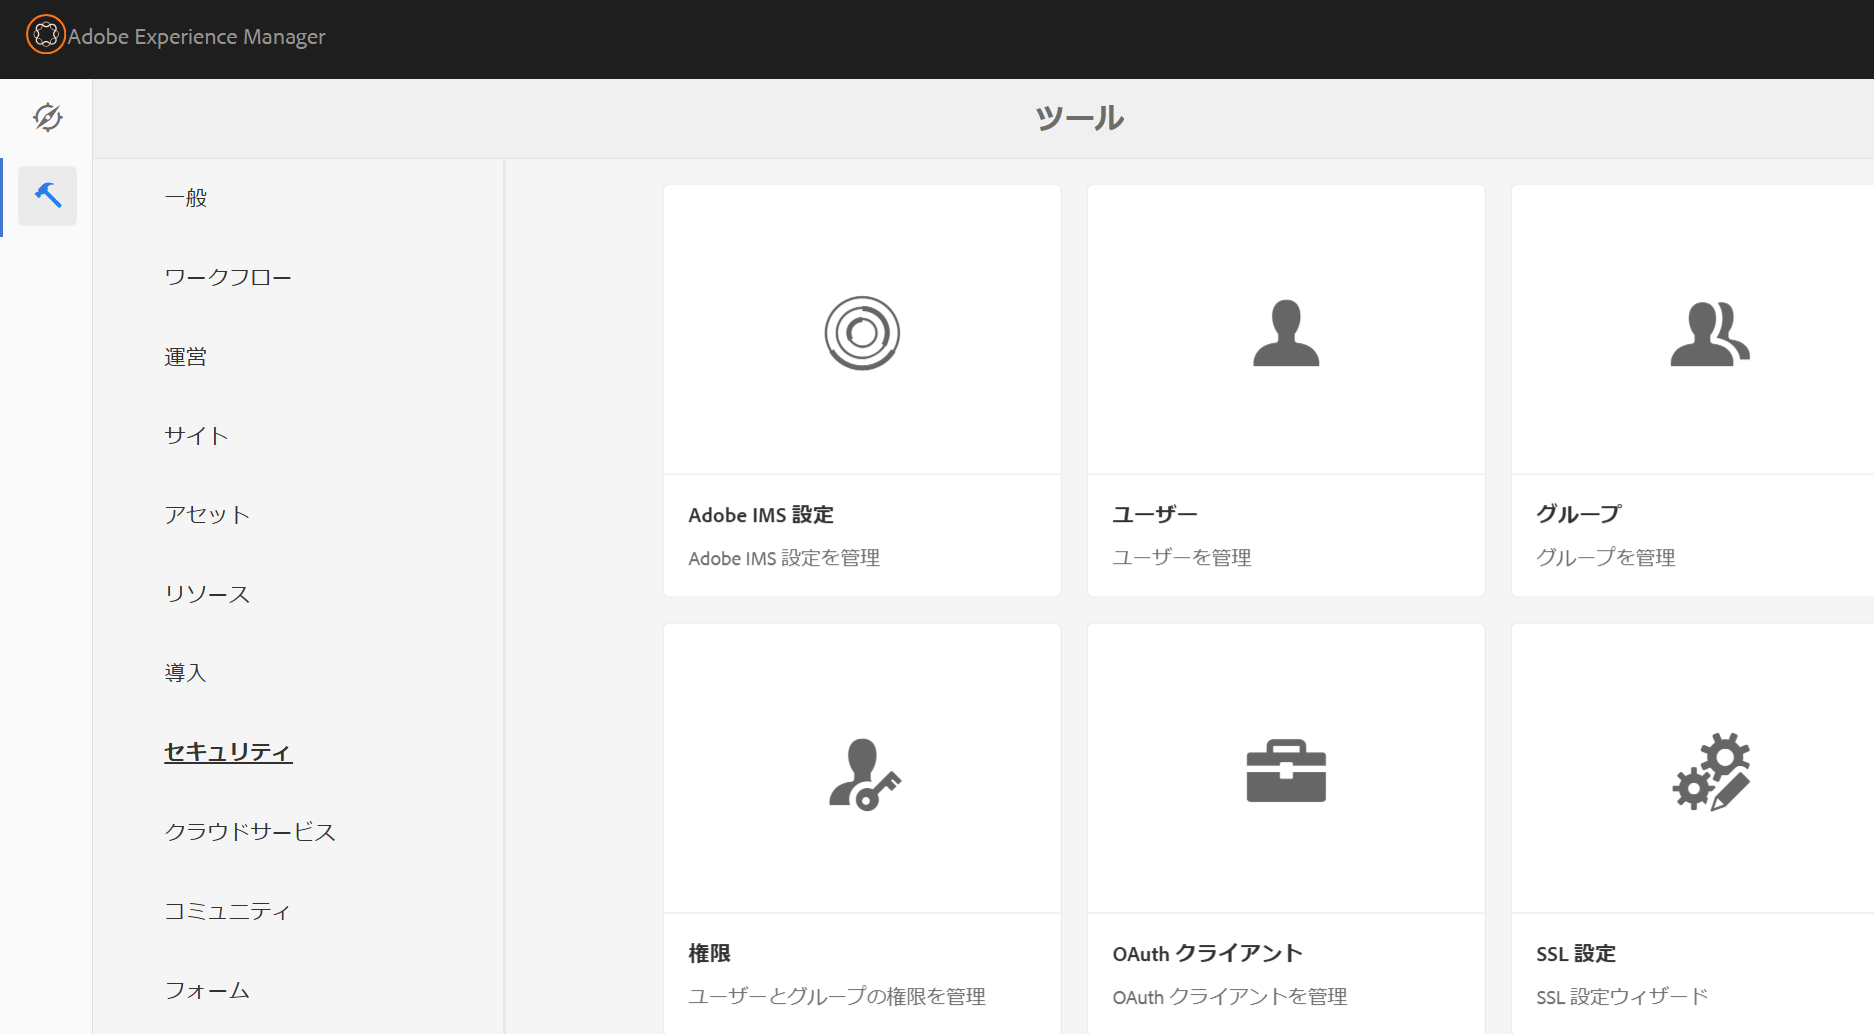 Adobe Experience Manager
ツール
一般
ワークフロー
運営
サイト
アセット
リソース
導入
セキュリティ
クラウドサービス
コミュニティ
フォーム
Adobe IMS 設定
Adobe IMS 設定を管理
ユーザー
ユーザーを管理
グループ
グループを管理
権限
ユーザーとグループの権限を管理
OAuth クライアント
OAuth クライアントを管理
SSL 設定
SSL 設定ウィザード